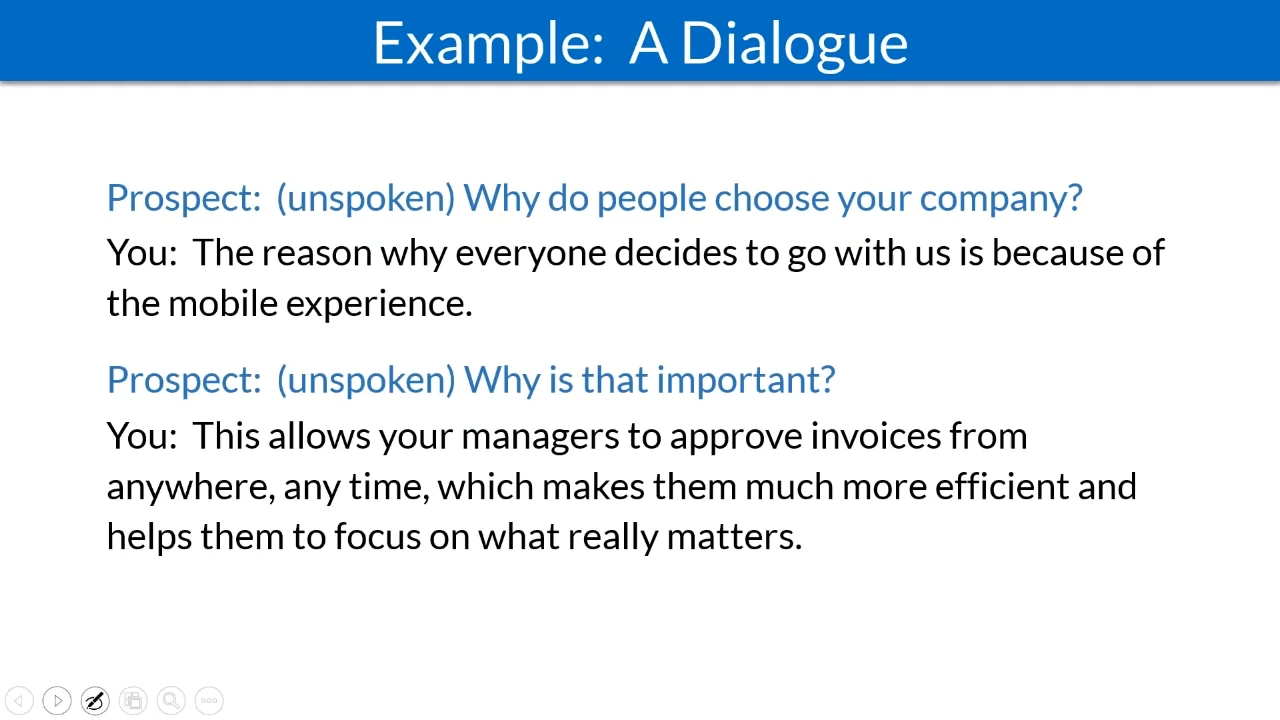 Example:  A Dialogue
Prospect:  (unspoken) Why do people choose your company?
You:  The reason why everyone decides to go with us is because of
the mobile experience.
Prospect:  (unspoken) Why is that important?
You:  This allows your managers to approve invoices from
anywhere, any time, which makes them much more efficient and
helps them to focus on what really matters.